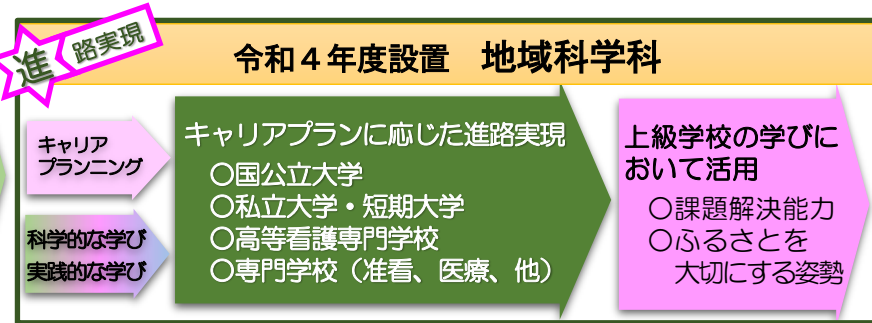 進路実現
令和４年度設置　地域科学科
キャリア
プランニング
科学的な学び
実践的な学び
キャリアプランに応じた進路実現
〇国公立大学
〇私立大学・短期大学
〇高等看護専門学校
〇専門学校（准看、医療、他）
上級学校の学びに
おいて活用
〇課題解決能力
〇ふるさとを
大切にする姿勢